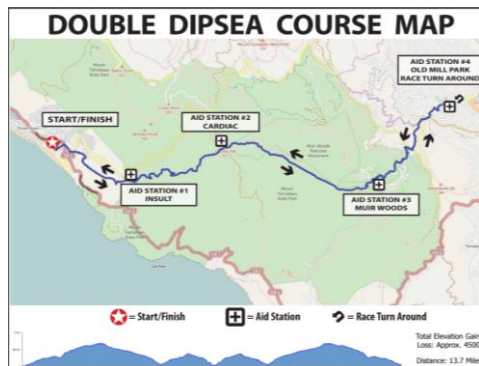 DOUBLE DIPSEA COURSE MAP
AID STATION #4
OLD MILL PARK
RACE TURN AROUND
AID STATION #2
CARDIAC
START/FINISH
AID STATION #1
INSULT
AID STATION #3
MUIR WOODS
= Start/Finish
= Aid Station
= Race Turn Around
Total Elevation Gain
Loss: Approx. 4500
Distance: 13.7 Mile